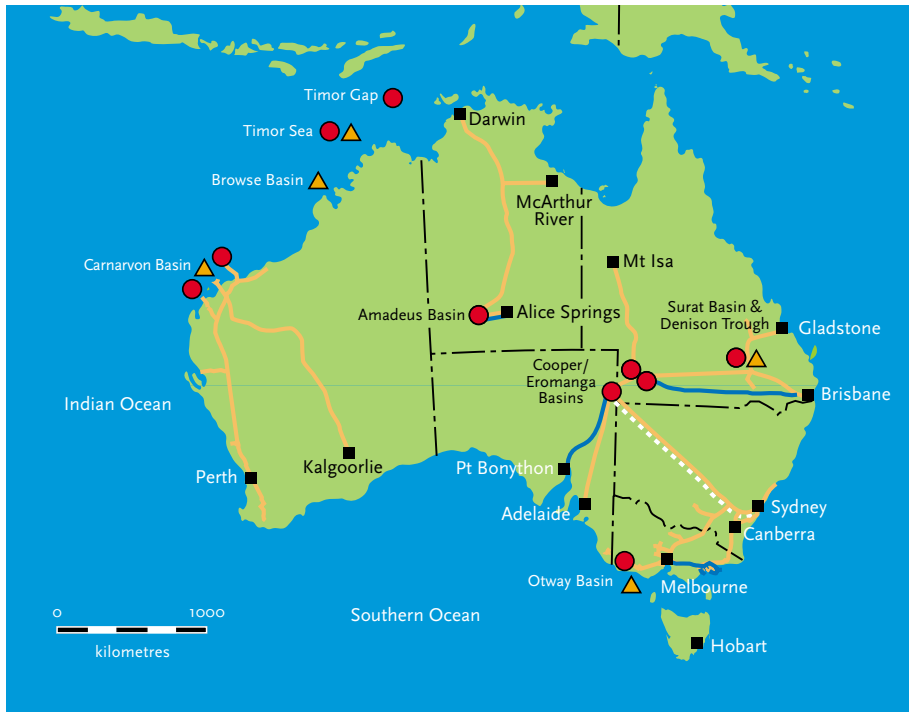 Timor Gap
Timor Sea
Darwin
Browse Basin
McArthur
River
Carnarvon Basin
Mt Isa
Amadeus Basin
Alice Springs
Surat Basin &
Denison Trough
Gladstone
Cooper/
Eromanga
Basins
Indian Ocean
Brisbane
Perth
Kalgoorlie
Pt Bonython
Adelaide
Sydney
Canberra
Otway Basin
Melbourne
Southern Ocean
0
1000
kilometres
Hobart